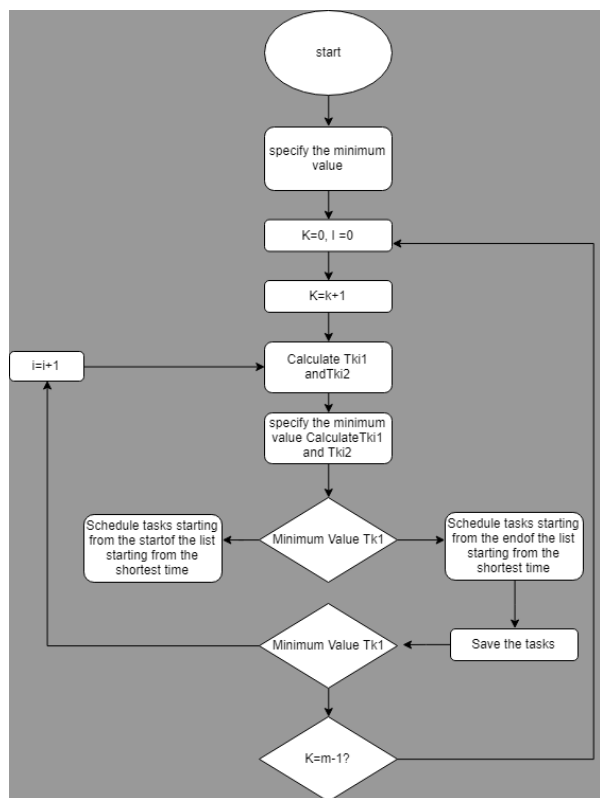 start
specify the minimum
value
K=0, I =0
K=k+1
i=i+1
Calculate Tki1
andTki2
specify the minimum
value CalculateTki1
and Tki2
Schedule tasks starting
from the startof the list
starting from the
shortest time
Minimum Value Tk1
Schedule tasks starting
from the endof the list
starting from the
shortest time
Minimum Value Tk1
Save the tasks
K=m-1?